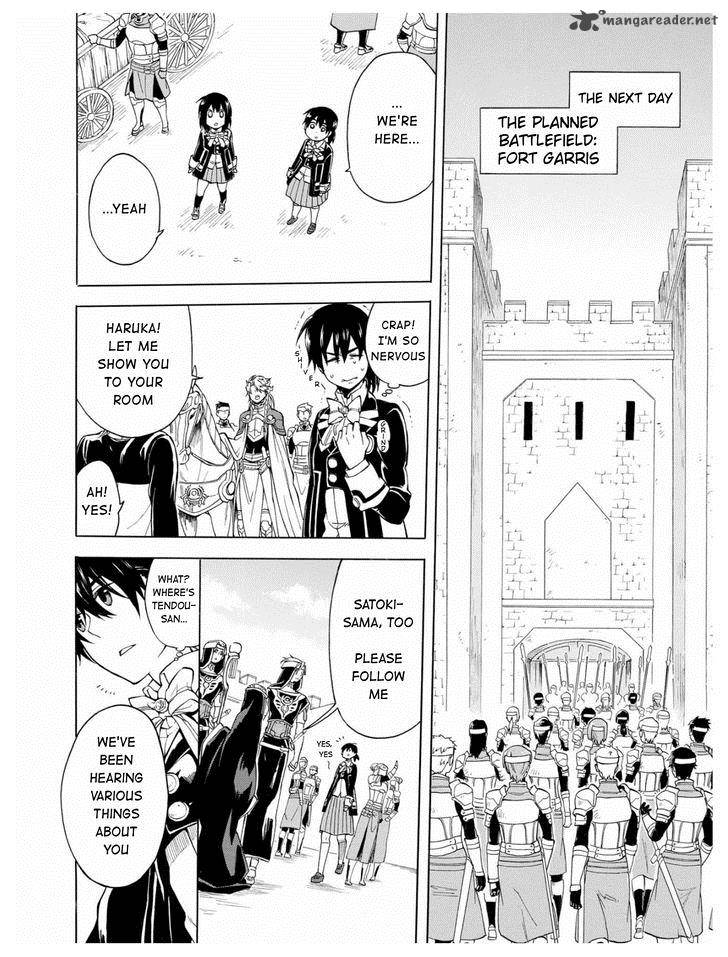 mangareader.net
THE NEXT DAY
THE PLANNED
BATTLEFIELD:
FORT GARRIS
...
WE'RE
HERE...
...YEAH
CRAP!
I'M SO
NERVOUS
SHIVER
GRIND
HARUKA!
LET ME
SHOW YOU
TO YOUR
ROOM
AH!
YES!
SATOKI-
SAMA, TOO
PLEASE
FOLLOW
ME
YES,
YES
WHAT?
WHERE'S
TENDOU-
SAN...
WE'VE
BEEN
HEARING
VARIOUS
THINGS
ABOUT
YOU